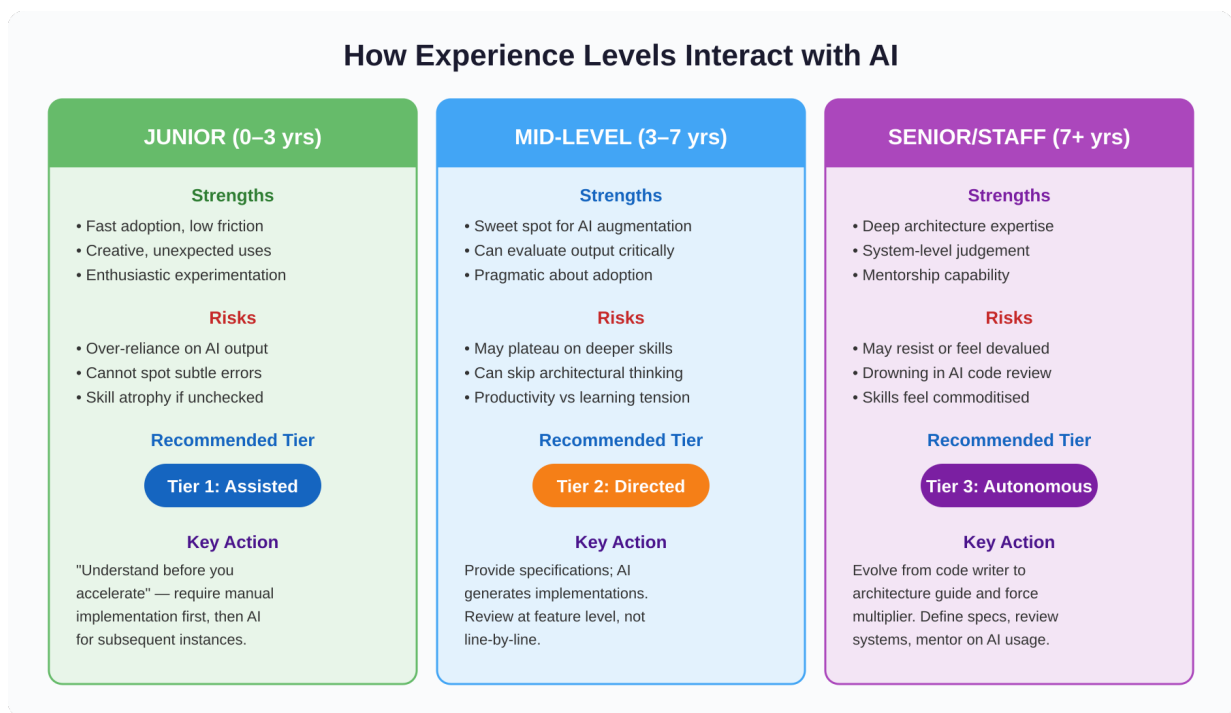 How Experience Levels Interact with AI
JUNIOR (0–3 yrs)
Strengths
• Fast adoption, low friction
• Creative, unexpected uses
• Enthusiastic experimentation
Risks
• Over-reliance on AI output
• Cannot spot subtle errors
• Skill atrophy if unchecked
Recommended Tier
Tier 1: Assisted
Key Action
"Understand before you
accelerate" — require manual
implementation first, then AI
for subsequent instances.
MID-LEVEL (3–7 yrs)
Strengths
• Sweet spot for AI augmentation
• Can evaluate output critically
• Pragmatic about adoption
Risks
• May plateau on deeper skills
• Can skip architectural thinking
• Productivity vs learning tension
Recommended Tier
Tier 2: Directed
Key Action
Provide specifications; AI
generates implementations.
Review at feature level, not
line-by-line.
SENIOR/STAFF (7+ yrs)
Strengths
• Deep architecture expertise
• System-level judgement
• Mentorship capability
Risks
• May resist or feel devalued
• Drowning in AI code review
• Skills feel commoditised
Recommended Tier
Tier 3: Autonomous
Key Action
Evolve from code writer to
architecture guide and force
multiplier. Define specs, review
systems, mentor on AI usage.